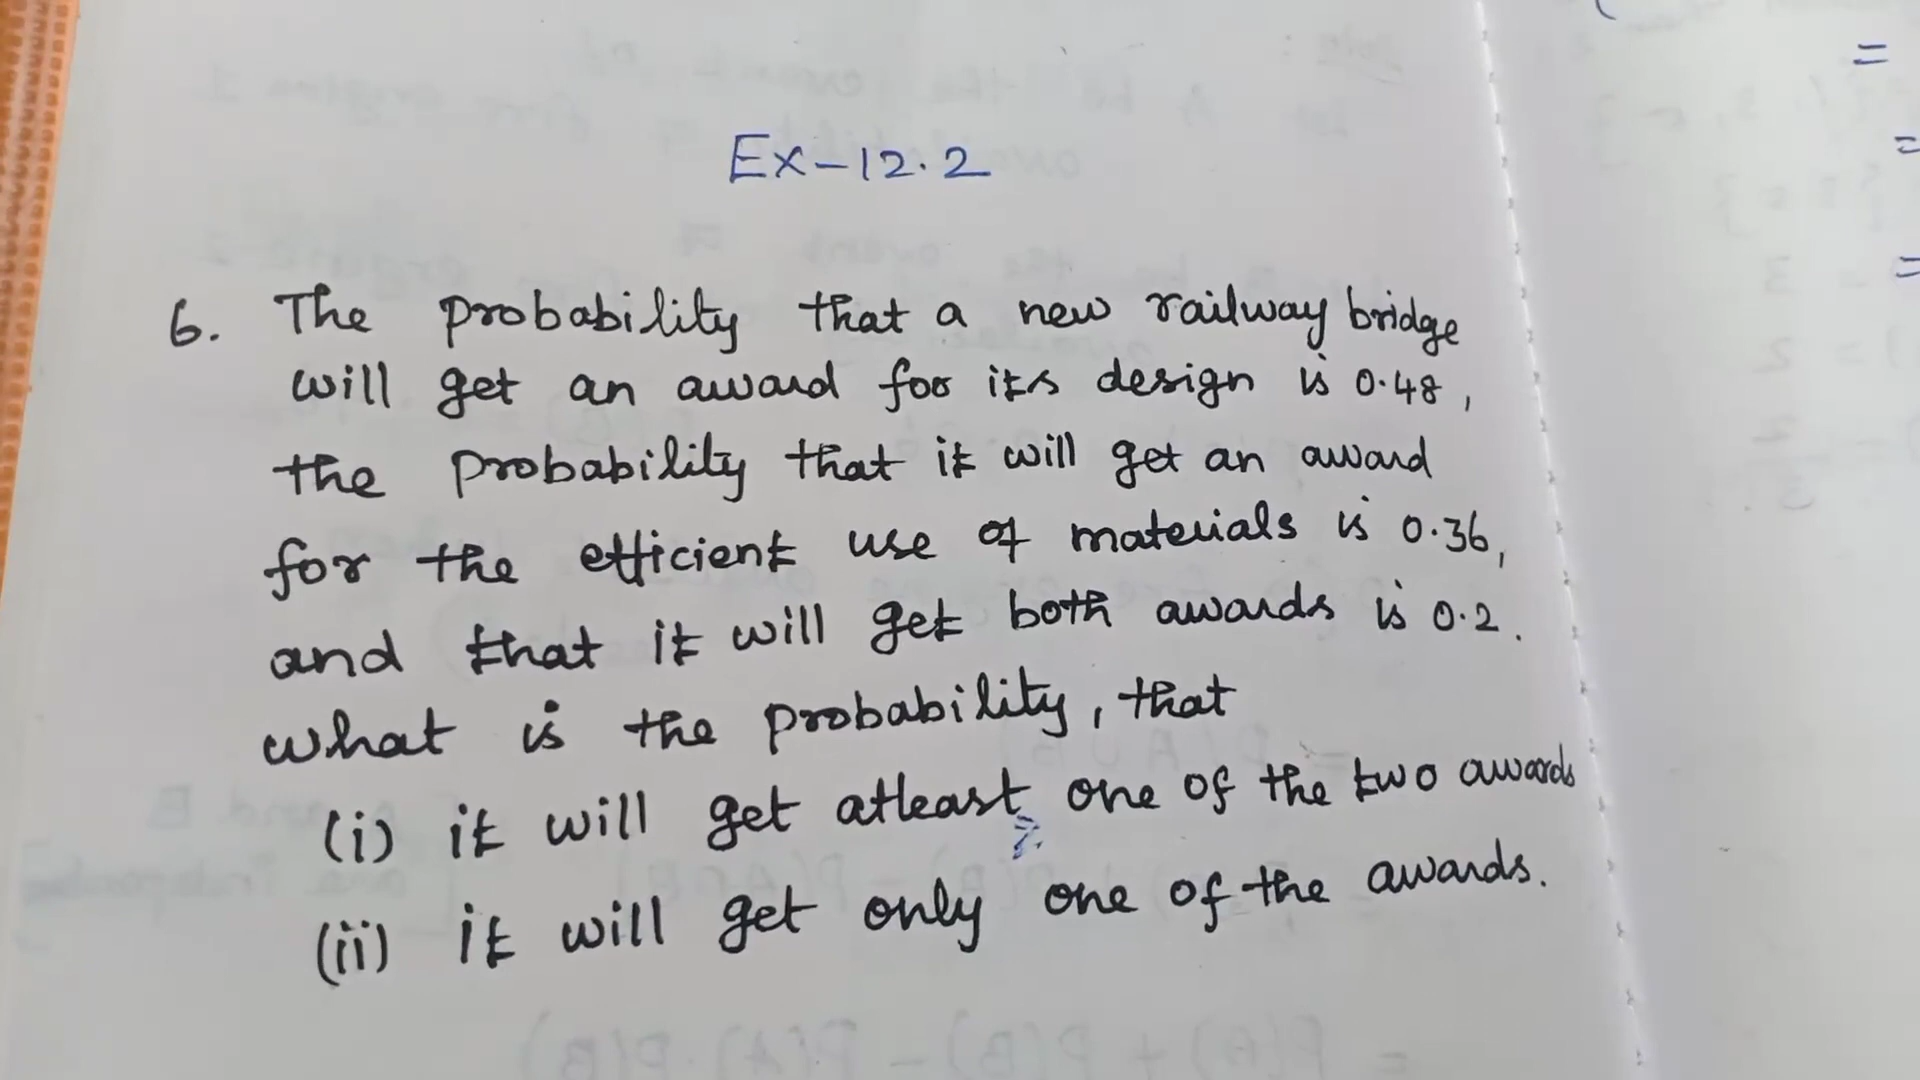 Ex-12.2
6. The probability that a new railway bridge
will get an award for its design is 0.48,
the probability that it will get an award
for the efficient use of materials is 0.36,
and that it will get both awards is 0.2.
what is the probability, that
(i) it will get atleast one of the two awards
(ii) it will get only one of the awards.